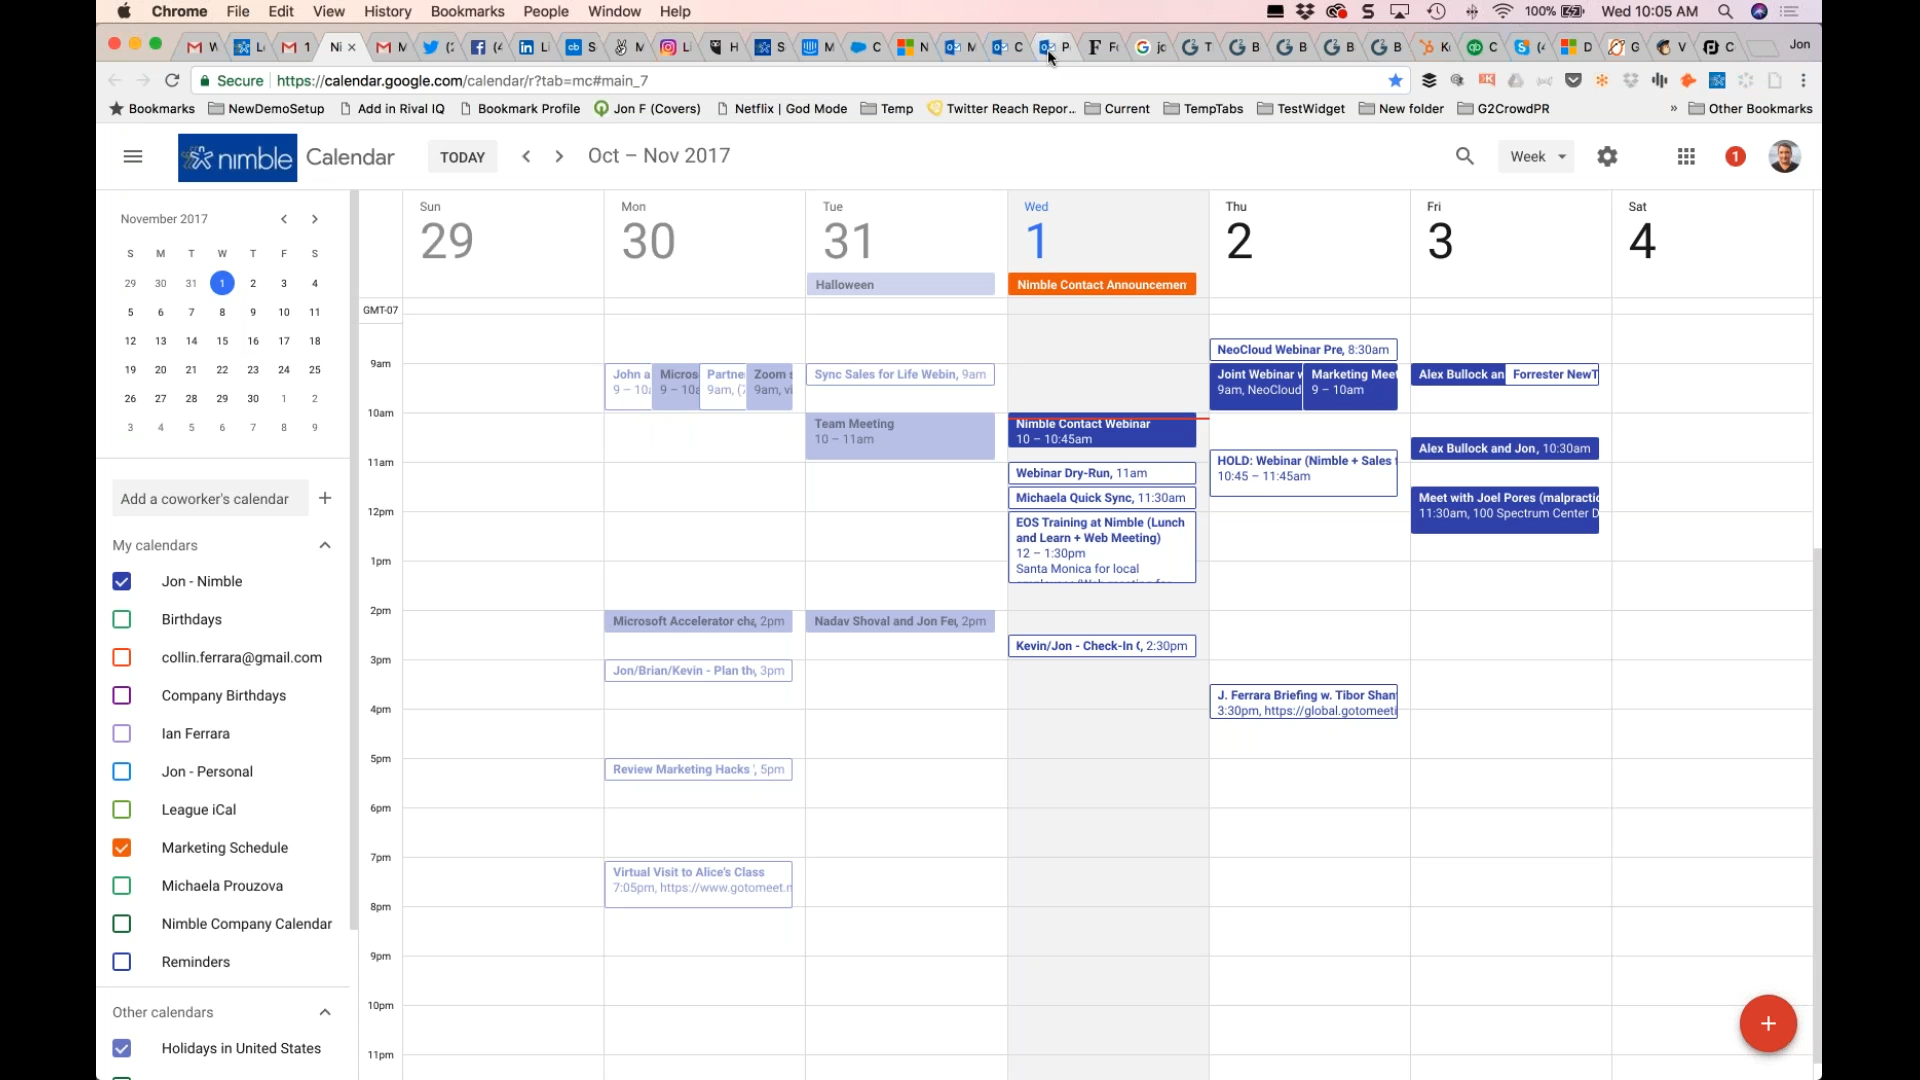 Chrome File Edit View History Bookmarks People Window Help 100% Wed 10:05 AM
Jon
Secure https://calendar.google.com/calendar/r?tab=mc#main_7
Bookmarks NewDemoSetup Add in Rival IQ Bookmark Profile Jon F (Covers) Netflix | God Mode Temp Twitter Reach Repor... Current TempTabs TestWidget New folder G2CrowdPR » Other Bookmarks
nimble Calendar TODAY Oct – Nov 2017 Week 1
November 2017
S M T W T F S
29 30 31 1 2 3 4
5 6 7 8 9 10 11
12 13 14 15 16 17 18
19 20 21 22 23 24 25
26 27 28 29 30 1 2
3 4 5 6 7 8 9
Add a coworker's calendar +
My calendars
Jon - Nimble
Birthdays
collin.ferrara@gmail.com
Company Birthdays
Ian Ferrara
Jon - Personal
League iCal
Marketing Schedule
Michaela Prouzova
Nimble Company Calendar
Reminders
Other calendars
Holidays in United States
Sun Mon Tue Wed Thu Fri Sat
29 30 31 1 2 3 4
Halloween
Nimble Contact Announcemen
GMT-07
9am
10am
11am
12pm
1pm
2pm
3pm
4pm
5pm
6pm
7pm
8pm
9pm
10pm
11pm
John a
9 – 10
Micros
9 – 10
Partne
9am,
Zoom
9am,
Microsoft Accelerator cha, 2pm
Jon/Brian/Kevin - Plan the, 3pm
Review Marketing Hacks, 5pm
Virtual Visit to Alice's Class
7:05pm, https://www.gotomeet.
Sync Sales for Life Webin, 9am
Team Meeting
10 – 11am
Nadav Shoval and Jon Fe, 2pm
Nimble Contact Webinar
10 – 10:45am
Webinar Dry-Run, 11am
Michaela Quick Sync, 11:30am
EOS Training at Nimble (Lunch
and Learn + Web Meeting)
12 – 1:30pm
Santa Monica for local
Kevin/Jon - Check-In (, 2:30pm
NeoCloud Webinar Pre, 8:30am
Joint Webinar
9am, NeoCloud
Marketing Meet
9 – 10am
HOLD: Webinar (Nimble + Sales
10:45 – 11:45am
J. Ferrara Briefing w. Tibor Shan
3:30pm, https://global.gotomeeti
Alex Bullock an
Forrester NewT
Alex Bullock and Jon, 10:30am
Meet with Joel Pores (malpractic
11:30am, 100 Spectrum Center D
+